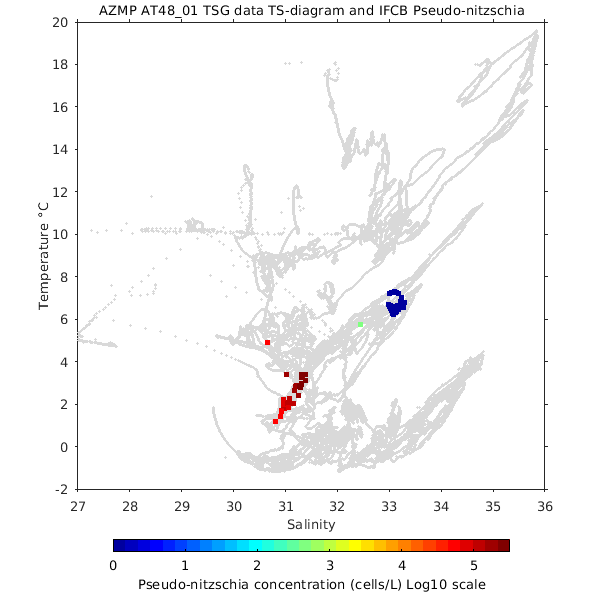 AZMP AT48_01 TSG data TS-diagram and IFCB Pseudo-nitzschia
20
18
16
14
12
10
8
6
4
2
0
-2
Temperature °C
27 28 29 30 31 32 33 34 35 36
Salinity
0 1 2 3 4 5
Pseudo-nitzschia concentration (cells/L) Log10 scale